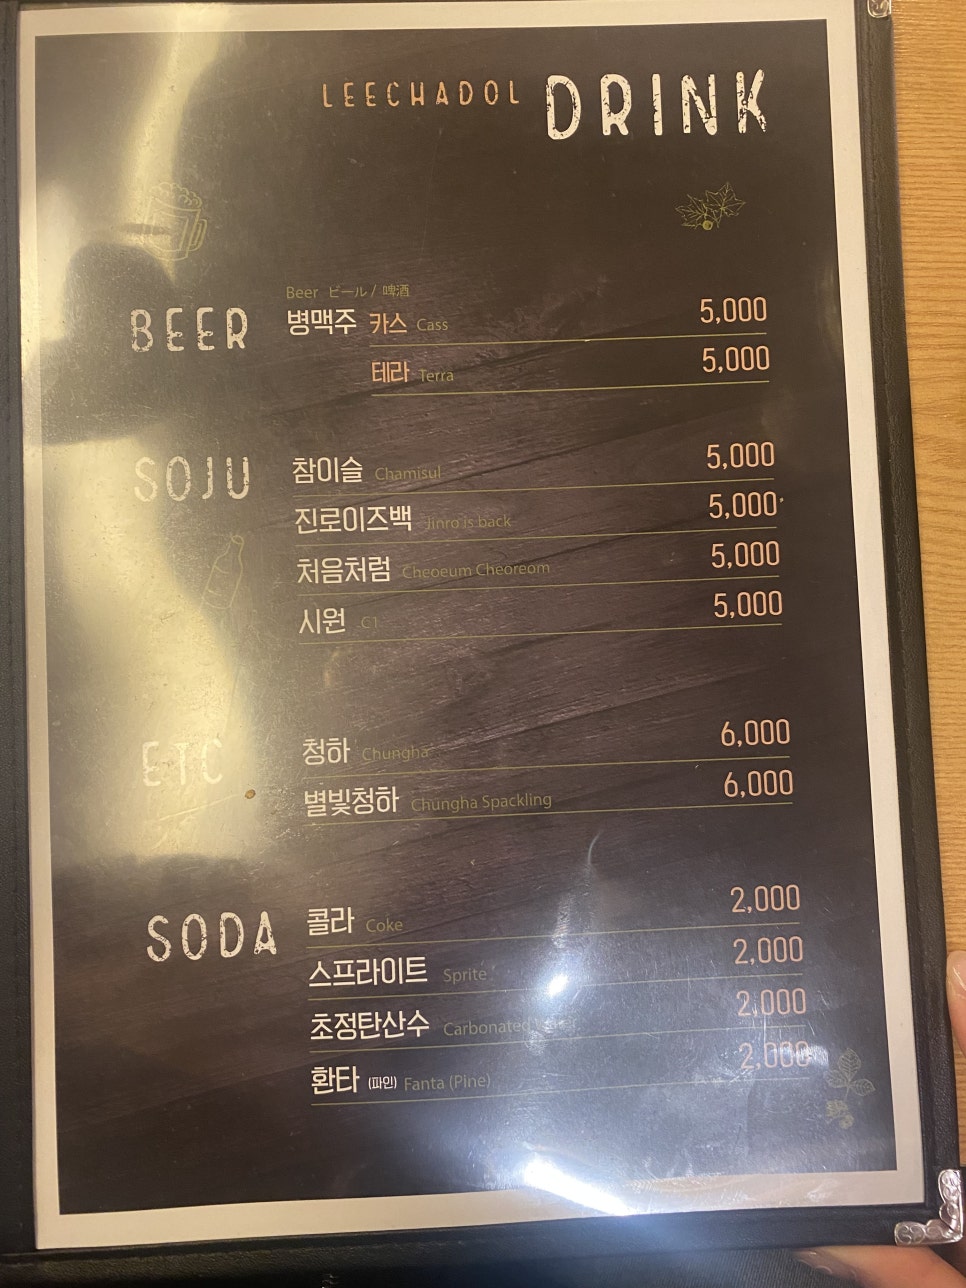 LEECHADOL DRINK
BEER
Beer ビール / 啤酒
병맥주 카스 Cass 5,000
테라 Terra 5,000
SOJU
참이슬 Chamisul 5,000
진로이즈백 Jinro is back 5,000
처음처럼 Cheoeum Cheoreom 5,000
시원 C1 5,000
ETC
청하 Chungha 6,000
별빛청하 Chungha Spackling 6,000
SODA
콜라 Coke 2,000
스프라이트 Sprite 2,000
초정탄산수 Carbonated Water 2,000
환타 (파인) Fanta (Pine) 2,000